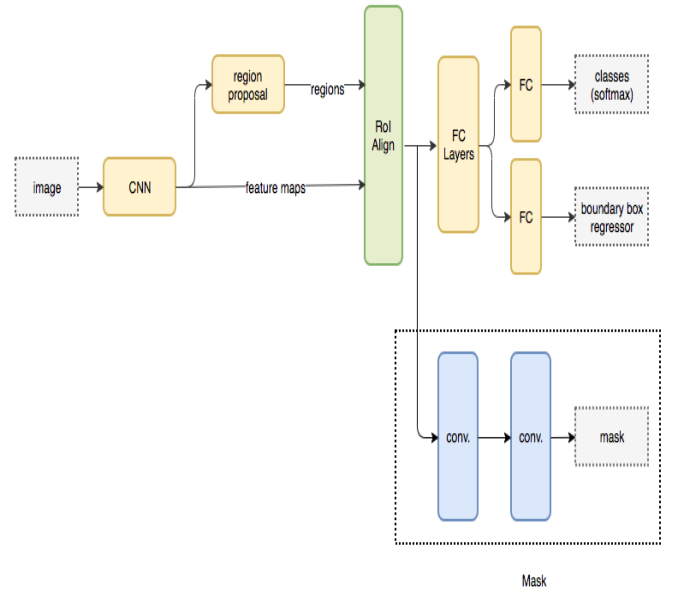 region
proposal
regions
image
CNN
feature maps
RoI
Align
FC
Layers
FC
classes
(softmax)
FC
boundary box
regressor
conv.
conv.
mask
Mask